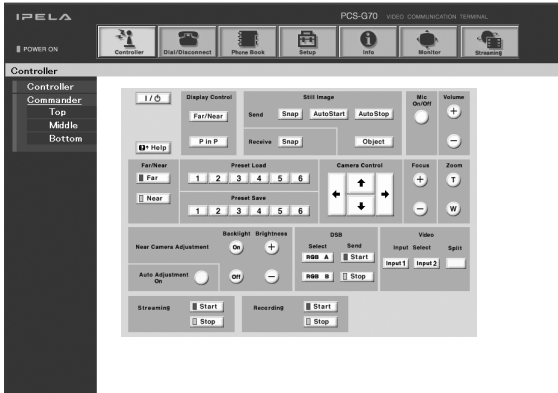 IPELA
PCS-G70 VIDEO COMMUNICATION TERMINAL
POWER ON
Controller Dial/Disconnect Phone Book Setup Info Monitor Streaming
Controller
Controller
Commander
Top
Middle
Bottom
Display Control Still Image Mic On/Off Volume
Far/Near Send Snap AutoStart AutoStop
P in P Receive Snap Object
Help
Far/Near Preset Load Camera Control Focus Zoom
Far 1 2 3 4 5 6 T
Near Preset Save
1 2 3 4 5 6 W
Backlight Brightness DSB Video
Near Camera Adjustment On Select Send Input Select Split
RGB A Start Input1 Input2
Auto Adjustment On Off RGB B Stop
Streaming Start Recording Start
Stop Stop